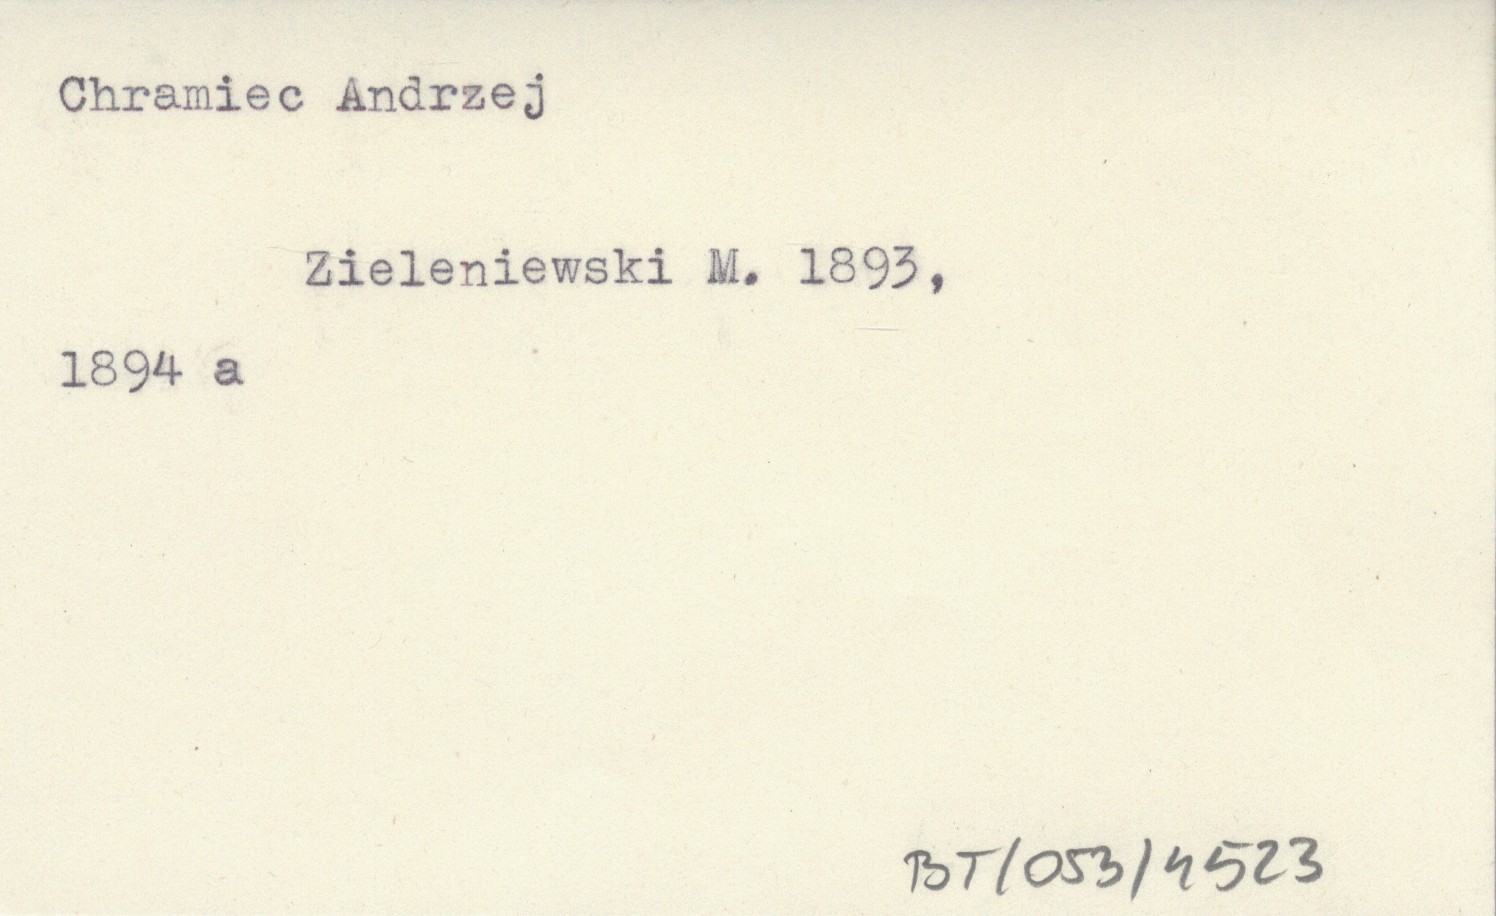 Chramiec Andrzej
Zieleniewski M. 1893,
1894 a
BT/053/4523